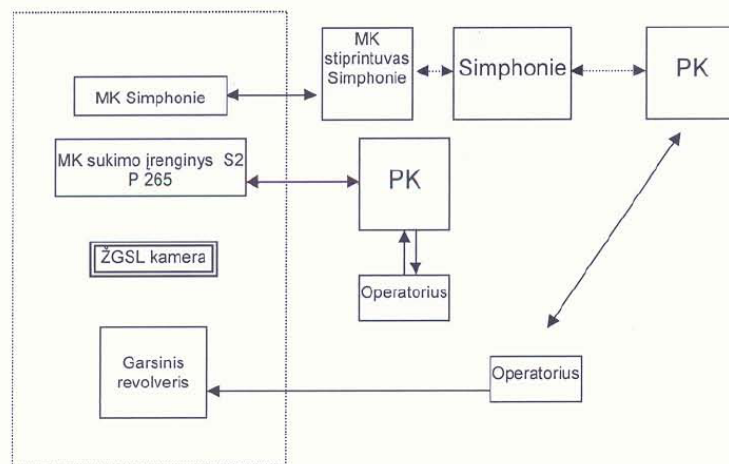 MK
stiprintuvas
Simphonie
Simphonie
PK
MK Simphonie
MK sukimo įrenginys S2
P 265
PK
ŽGSL kamera
Operatorius
Garsinis
revolveris
Operatorius